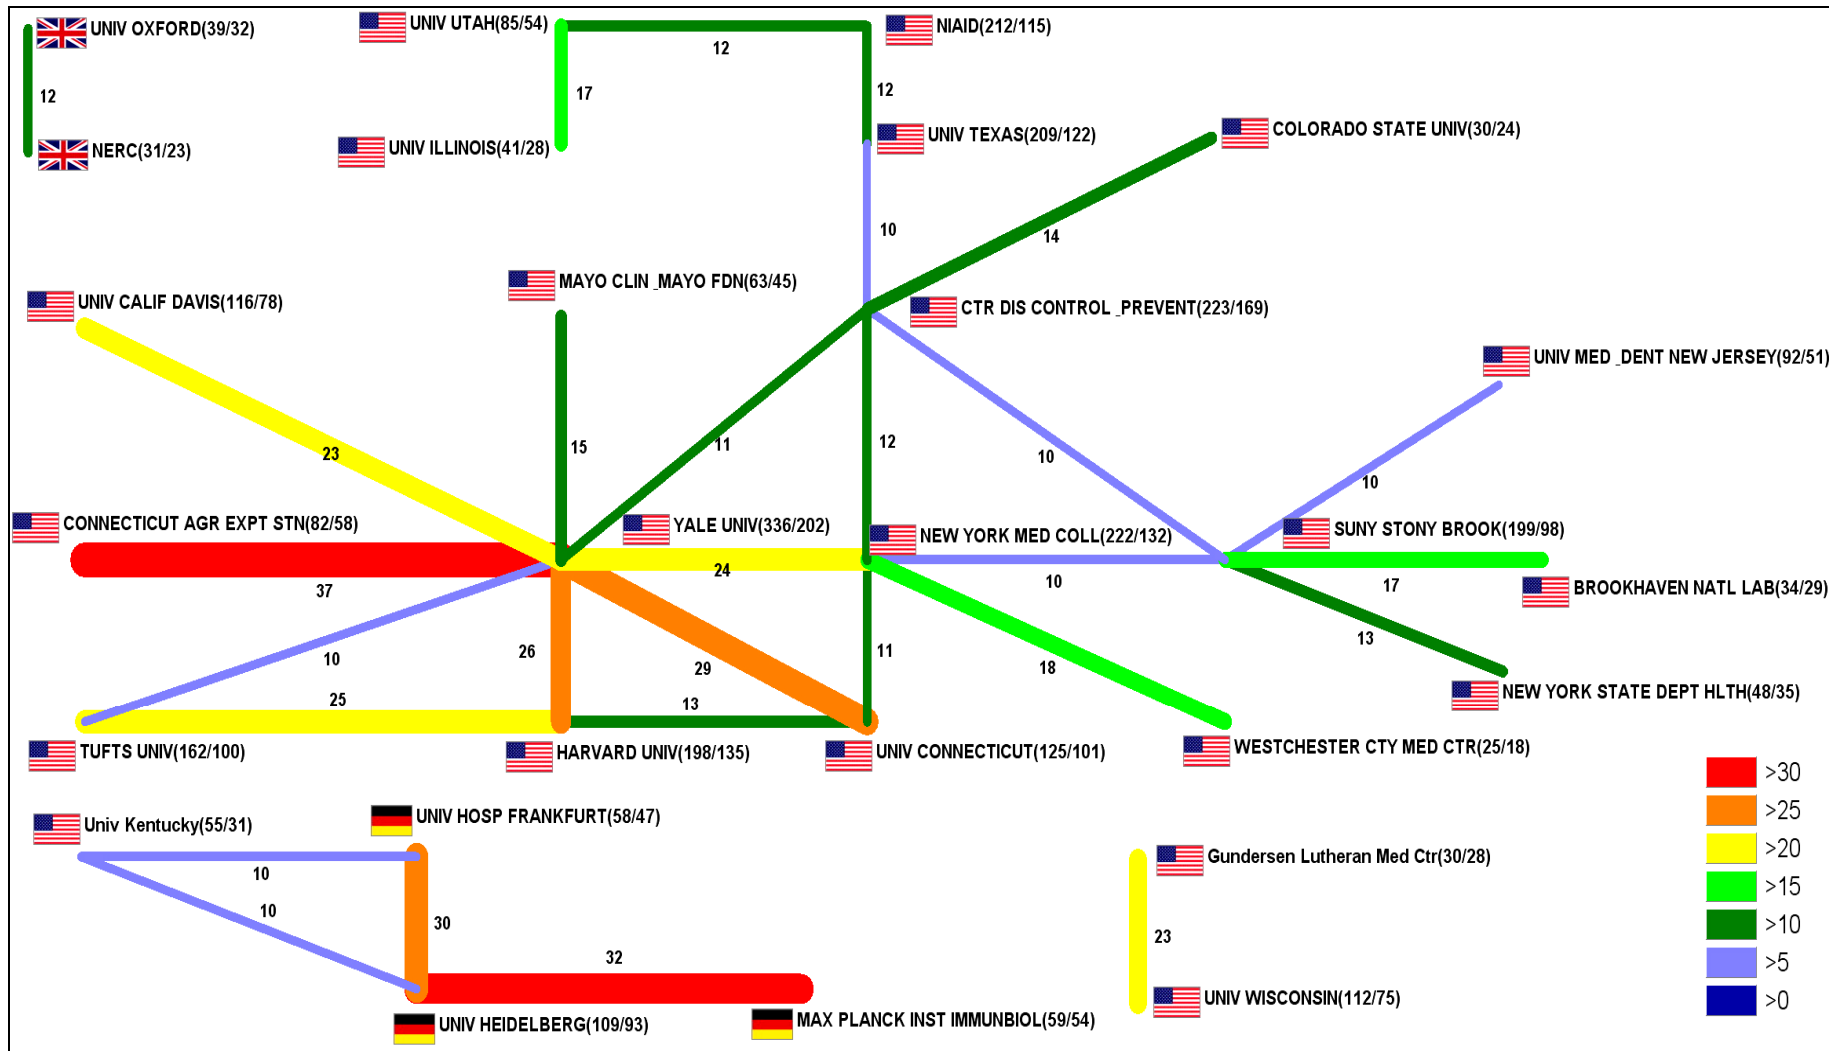 UNIV OXFORD(39/32)
UNIV UTAH(85/54)
NIAID(212/115)
12
12
17
12
NERC(31/23)
UNIV ILLINOIS(41/28)
UNIV TEXAS(209/122)
COLORADO STATE UNIV(30/24)
10
14
MAYO CLIN _MAYO FDN(63/45)
UNIV CALIF DAVIS(116/78)
CTR DIS CONTROL _PREVENT(223/169)
UNIV MED _DENT NEW JERSEY(92/51)
23
15
11
12
10
10
CONNECTICUT AGR EXPT STN(82/58)
YALE UNIV(336/202)
NEW YORK MED COLL(222/132)
SUNY STONY BROOK(199/98)
37
24
10
17
BROOKHAVEN NATL LAB(34/29)
10
26
29
11
18
13
25
13
NEW YORK STATE DEPT HLTH(48/35)
TUFTS UNIV(162/100)
HARVARD UNIV(198/135)
UNIV CONNECTICUT(125/101)
WESTCHESTER CTY MED CTR(25/18)
Univ Kentucky(55/31)
UNIV HOSP FRANKFURT(58/47)
10
10
30
32
UNIV HEIDELBERG(109/93)
MAX PLANCK INST IMMUNBIOL(59/54)
Gundersen Lutheran Med Ctr(30/28)
23
UNIV WISCONSIN(112/75)
>30
>25
>20
>15
>10
>5
>0